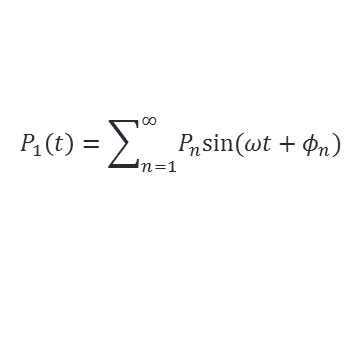 P₁(t) = ∑_{n=1}^{∞} Pₙsin(ωt + ϕₙ)